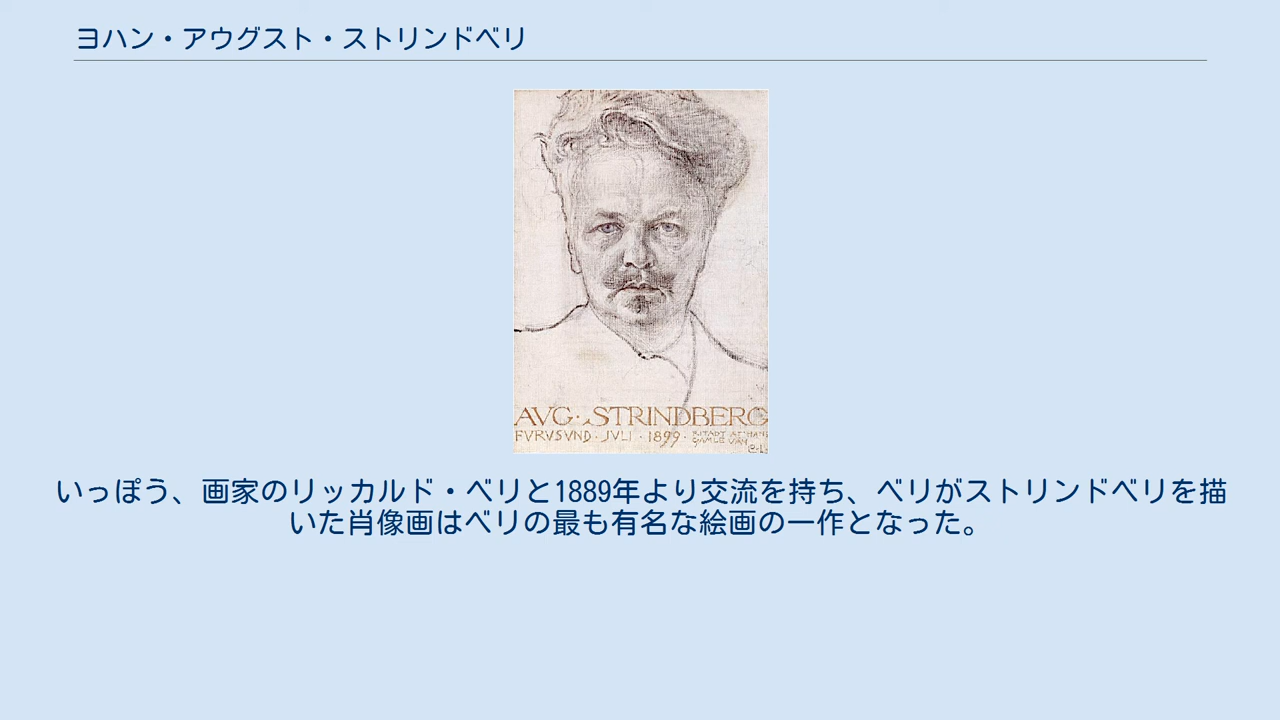 ヨハン・アウグスト・ストリンドベリ
AVG · STRINDBERG
FVRVSVND · JVLI · 1899 ·
C.L.
いっぽう、画家のリッカルド・ベリと1889年より交流を持ち、ベリがストリンドベリを描
いた肖像画はベリの最も有名な絵画の一作となった。